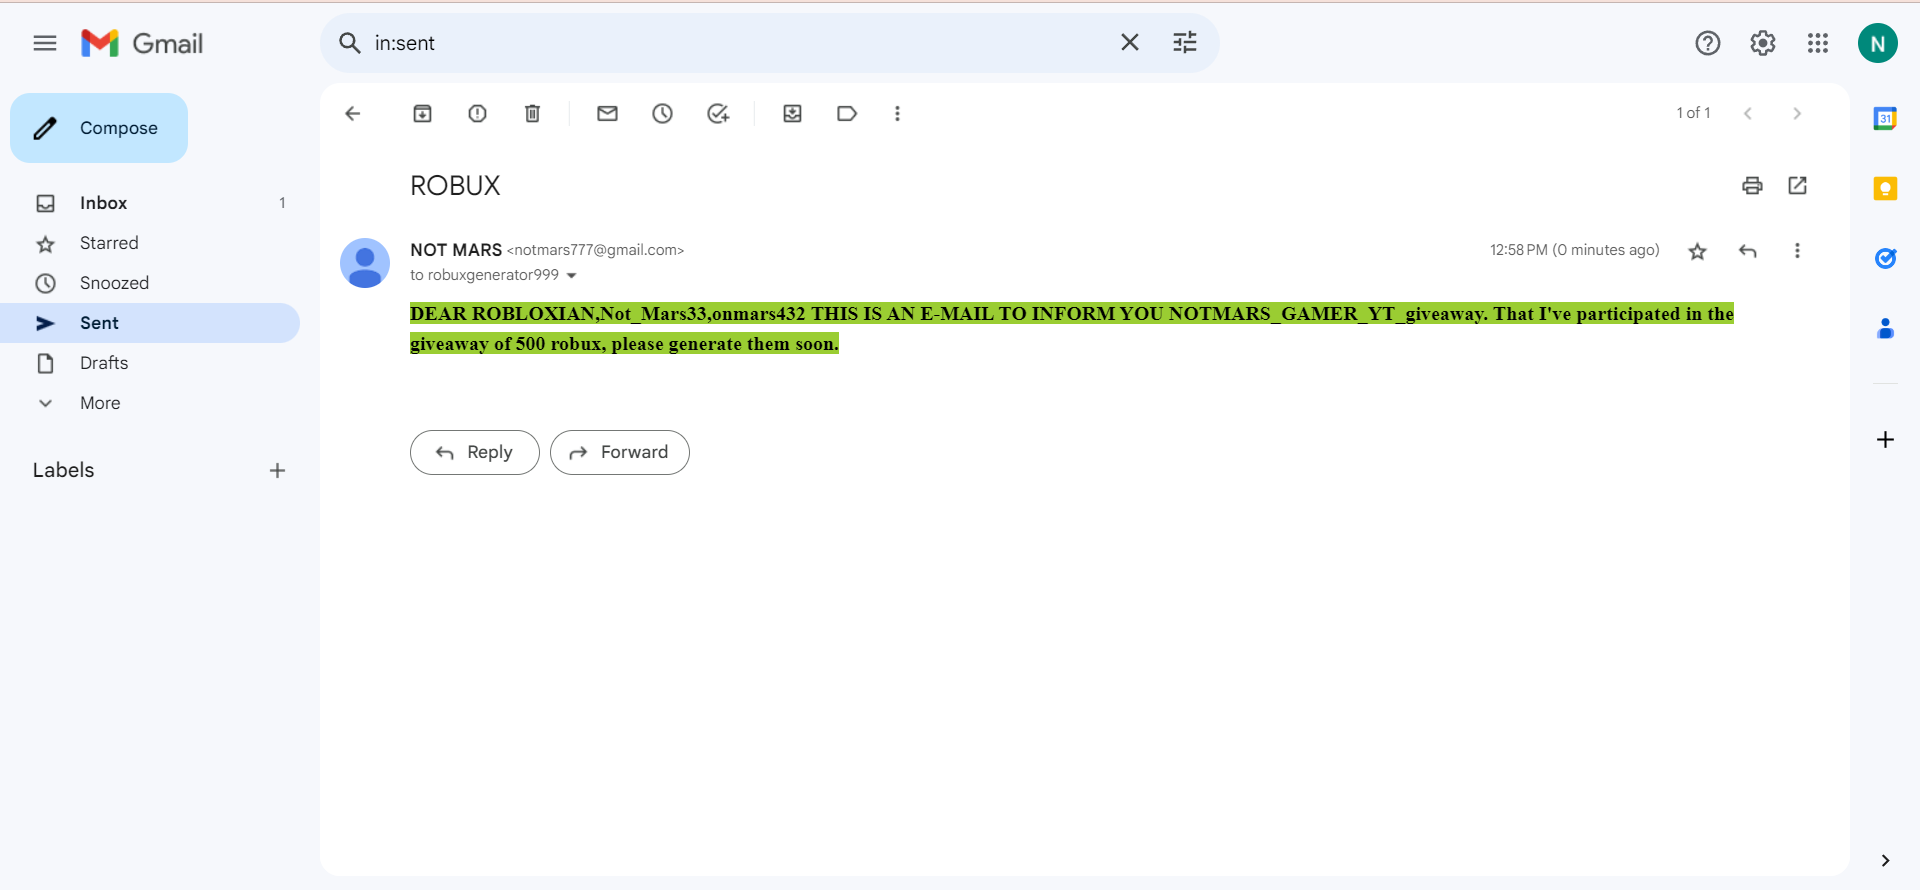 Gmail
in:sent
N
Compose
1 of 1
31
ROBUX
Inbox 1
Starred
NOT MARS <notmars777@gmail.com>
12:58 PM (0 minutes ago)
to robuxgenerator999
Snoozed
DEAR ROBLOXIAN,Not_Mars33,onmars432 THIS IS AN E-MAIL TO INFORM YOU NOTMARS_GAMER_YT_giveaway. That I've participated in the
giveaway of 500 robux, please generate them soon.
Sent
Drafts
More
Reply
Forward
Labels